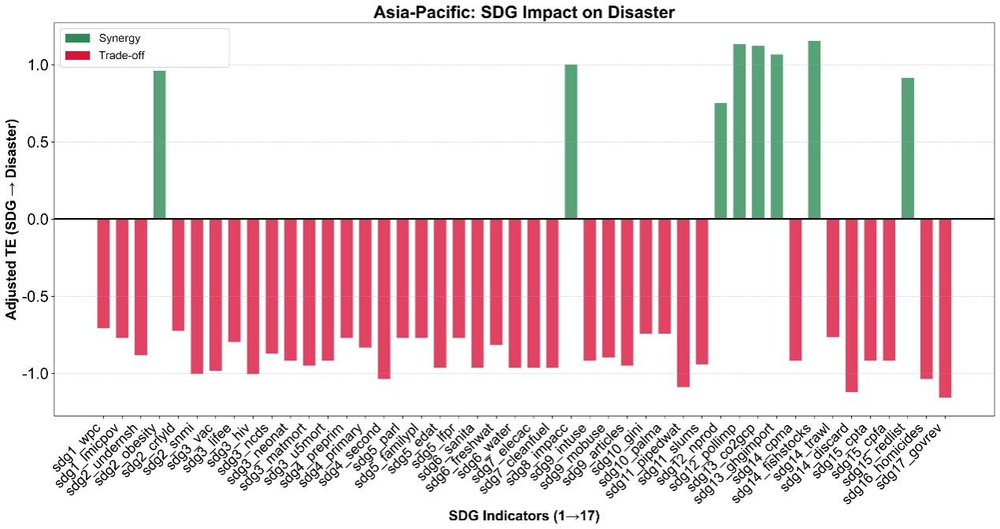 Asia-Pacific: SDG Impact on Disaster
Synergy
Trade-off
Adjusted TE (SDG → Disaster)
1.0
0.5
0.0
-0.5
-1.0
sdg1_wpc
sdg1_lmicpov
sdg2_undernsh
sdg2_obesity
sdg2_crlyld
sdg2_snmi
sdg3_vac
sdg3_lifee
sdg3_hiv
sdg3_ncds
sdg3_neonat
sdg3_matmort
sdg3_u5mort
sdg4_preprim
sdg4_primary
sdg4_second
sdg5_parl
sdg5_familypl
sdg5_edat
sdg5_lfpr
sdg6_sanita
sdg6_freshwat
sdg6_water
sdg7_elecac
sdg7_cleanfuel
sdg8_impacc
sdg9_intuse
sdg9_mobuse
sdg9_articles
sdg10_gini
sdg10_palma
sdg11_pipedwat
sdg11_slums
sdg12_nprod
sdg12_pollimp
sdg13_co2gcp
sdg13_ghgimport
sdg14_cpma
sdg14_fishstocks
sdg14_trawl
sdg14_discard
sdg15_cpta
sdg15_cpfa
sdg15_redlist
sdg16_homicides
sdg17_govrev
SDG Indicators (1→17)